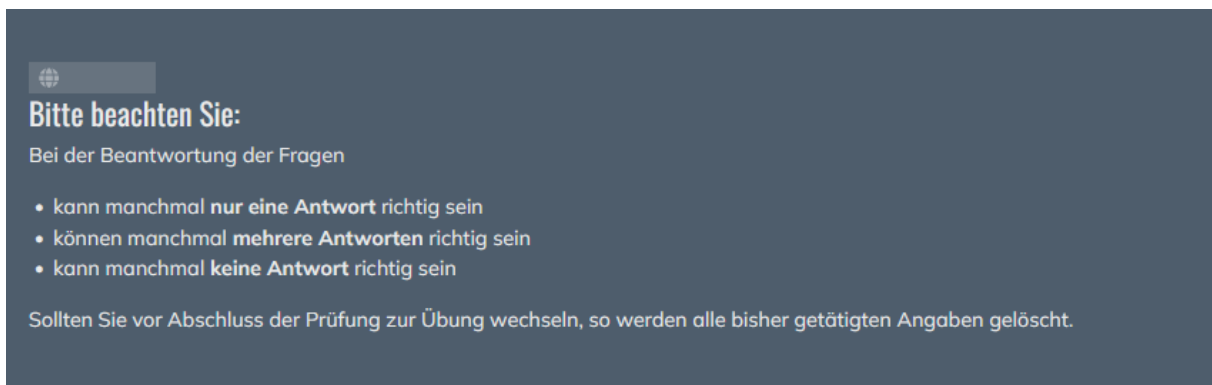 Bitte beachten Sie:
Bei der Beantwortung der Fragen
• kann manchmal nur eine Antwort richtig sein
• können manchmal mehrere Antworten richtig sein
• kann manchmal keine Antwort richtig sein
Sollten Sie vor Abschluss der Prüfung zur Übung wechseln, so werden alle bisher getätigten Angaben gelöscht.